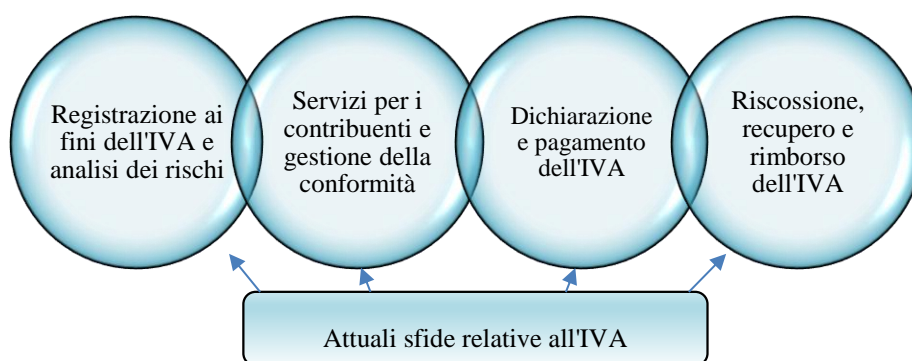 Registrazione ai
fini dell'IVA e
analisi dei rischi
Servizi per i
contribuenti e
gestione della
conformità
Dichiarazione
e pagamento
dell'IVA
Riscossione,
recupero e
rimborso
dell'IVA
Attuali sfide relative all'IVA